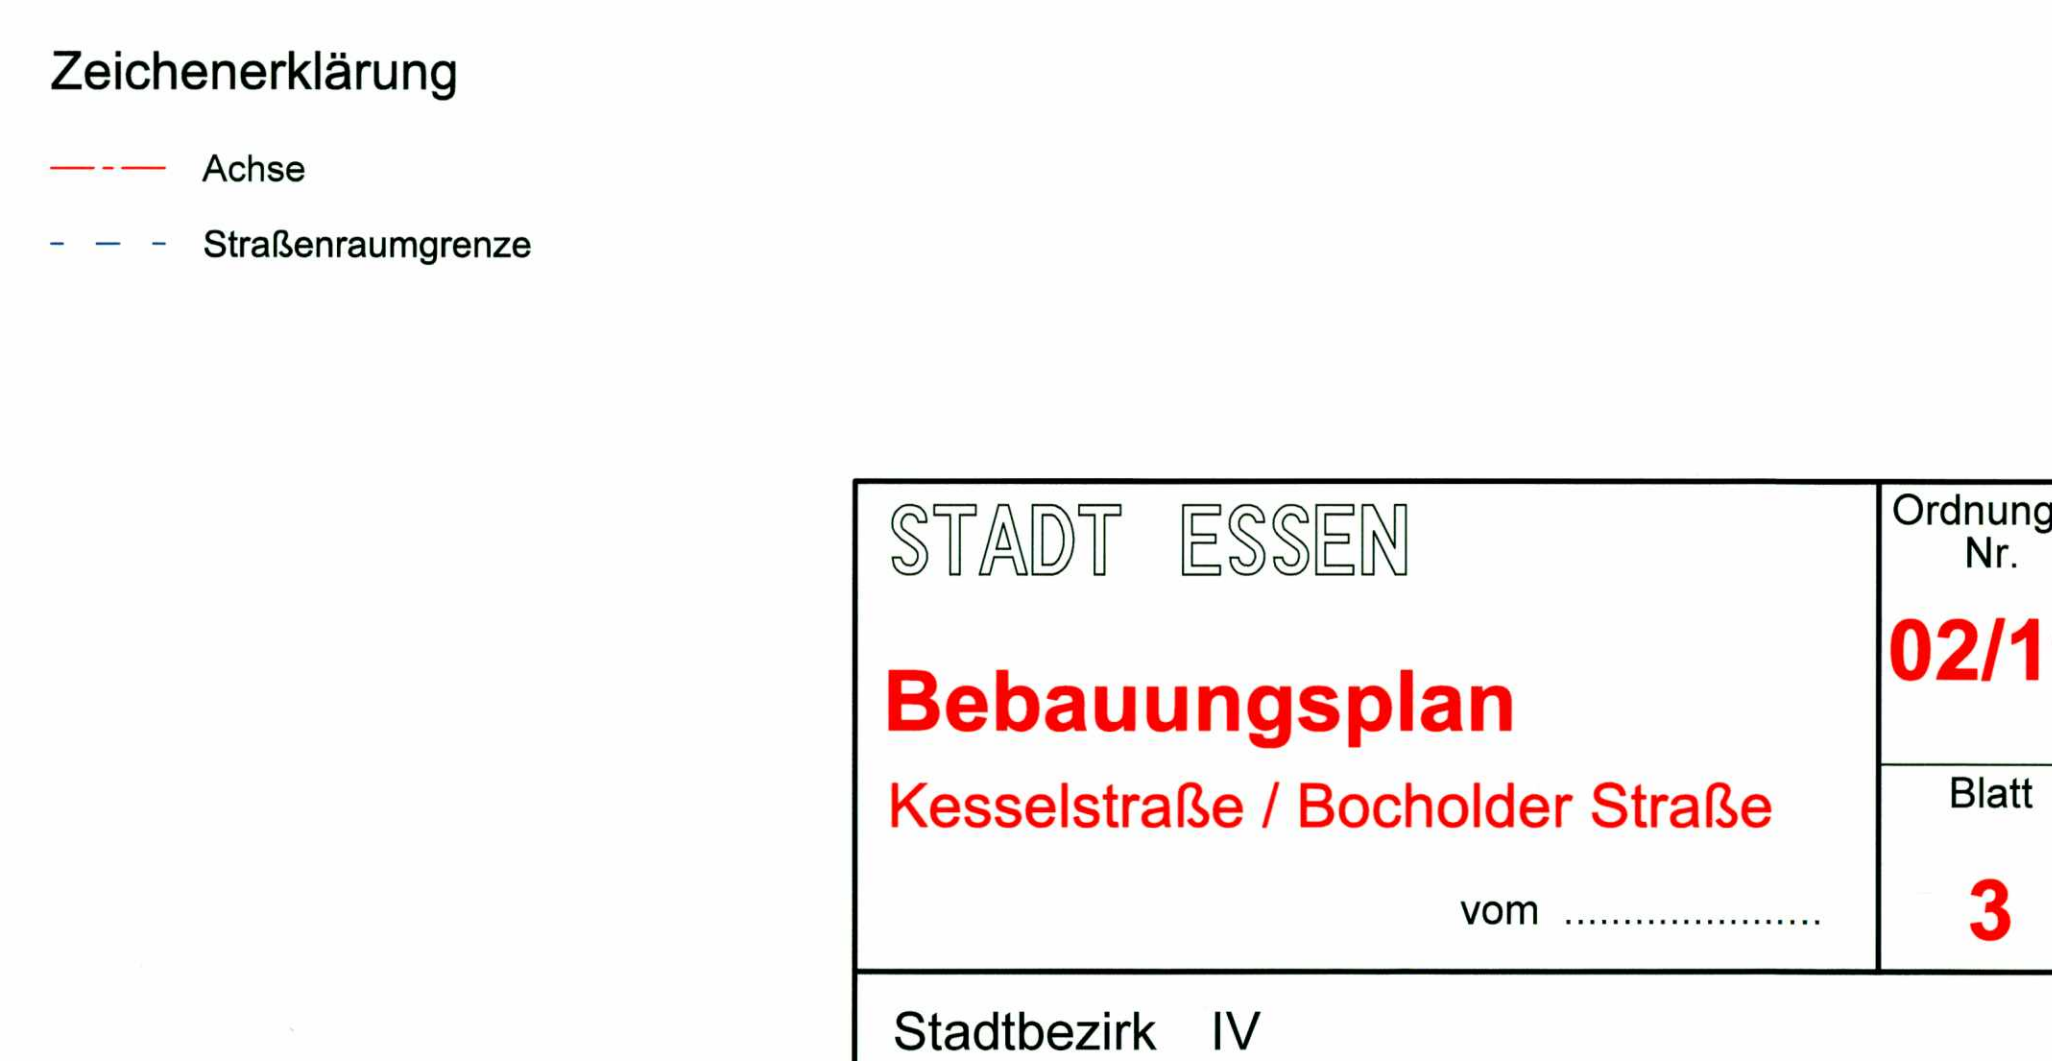 Zeichenerklärung
Achse
Straßenraumgrenze
STADT ESSEN
Bebauungsplan
Kesselstraße / Bocholder Straße
vom ......................
Ordnung
Nr.
02/1
Blatt
3
Stadtbezirk IV